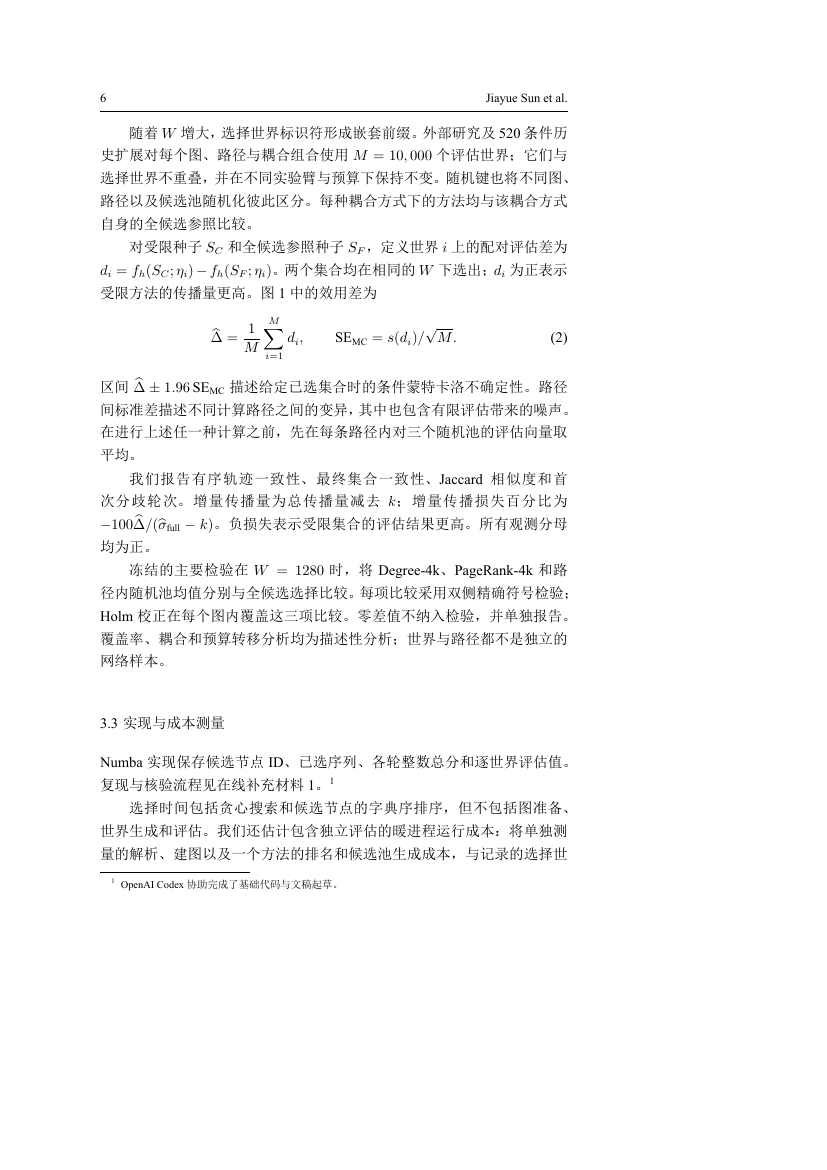 6 Jiayue Sun et al.
随着 W 增大，选择世界标识符形成嵌套前缀。外部研究及 520 条件历
史扩展对每个图、路径与耦合组合使用 M = 10,000 个评估世界；它们与
选择世界不重叠，并在不同实验臂与预算下保持不变。随机键也将不同图、
路径以及候选池随机化彼此区分。每种耦合方式下的方法均与该耦合方式
自身的全候选参照比较。
对受限种子 S_C 和全候选参照种子 S_F，定义世界 i 上的配对评估差为
d_i = f_h(S_C; η_i) − f_h(S_F; η_i)。两个集合均在相同的 W 下选出；d_i 为正表示
受限方法的传播量更高。图 1 中的效用差为
Δ̂ = 1/M ∑_{i=1}^{M} d_i, SE_MC = s(d_i)/√M. (2)
区间 Δ̂ ± 1.96 SE_MC 描述给定已选集合时的条件蒙特卡洛不确定性。路径
间标准差描述不同计算路径之间的变异，其中也包含有限评估带来的噪声。
在进行上述任一种计算之前，先在每条路径内对三个随机池的评估向量取
平均。
我们报告有序轨迹一致性、最终集合一致性、Jaccard 相似度和首
次分歧轮次。增量传播量为总传播量减去 k；增量传播损失百分比为
−100Δ̂/(σ̂_full − k)。负损失表示受限集合的评估结果更高。所有观测分母
均为正。
冻结的主要检验在 W = 1280 时，将 Degree-4k、PageRank-4k 和路
径内随机池均值分别与全候选选择比较。每项比较采用双侧精确符号检验；
Holm 校正在每个图内覆盖这三项比较。零差值不纳入检验，并单独报告。
覆盖率、耦合和预算转移分析均为描述性分析；世界与路径都不是独立的
网络样本。
3.3 实现与成本测量
Numba 实现保存候选节点 ID、已选序列、各轮整数总分和逐世界评估值。
复现与核验流程见在线补充材料 1。¹
选择时间包括贪心搜索和候选节点的字典序排序，但不包括图准备、
世界生成和评估。我们还估计包含独立评估的暖进程运行成本：将单独测
量的解析、建图以及一个方法的排名和候选池生成成本，与记录的选择世
¹ OpenAI Codex 协助完成了基础代码与文稿起草。